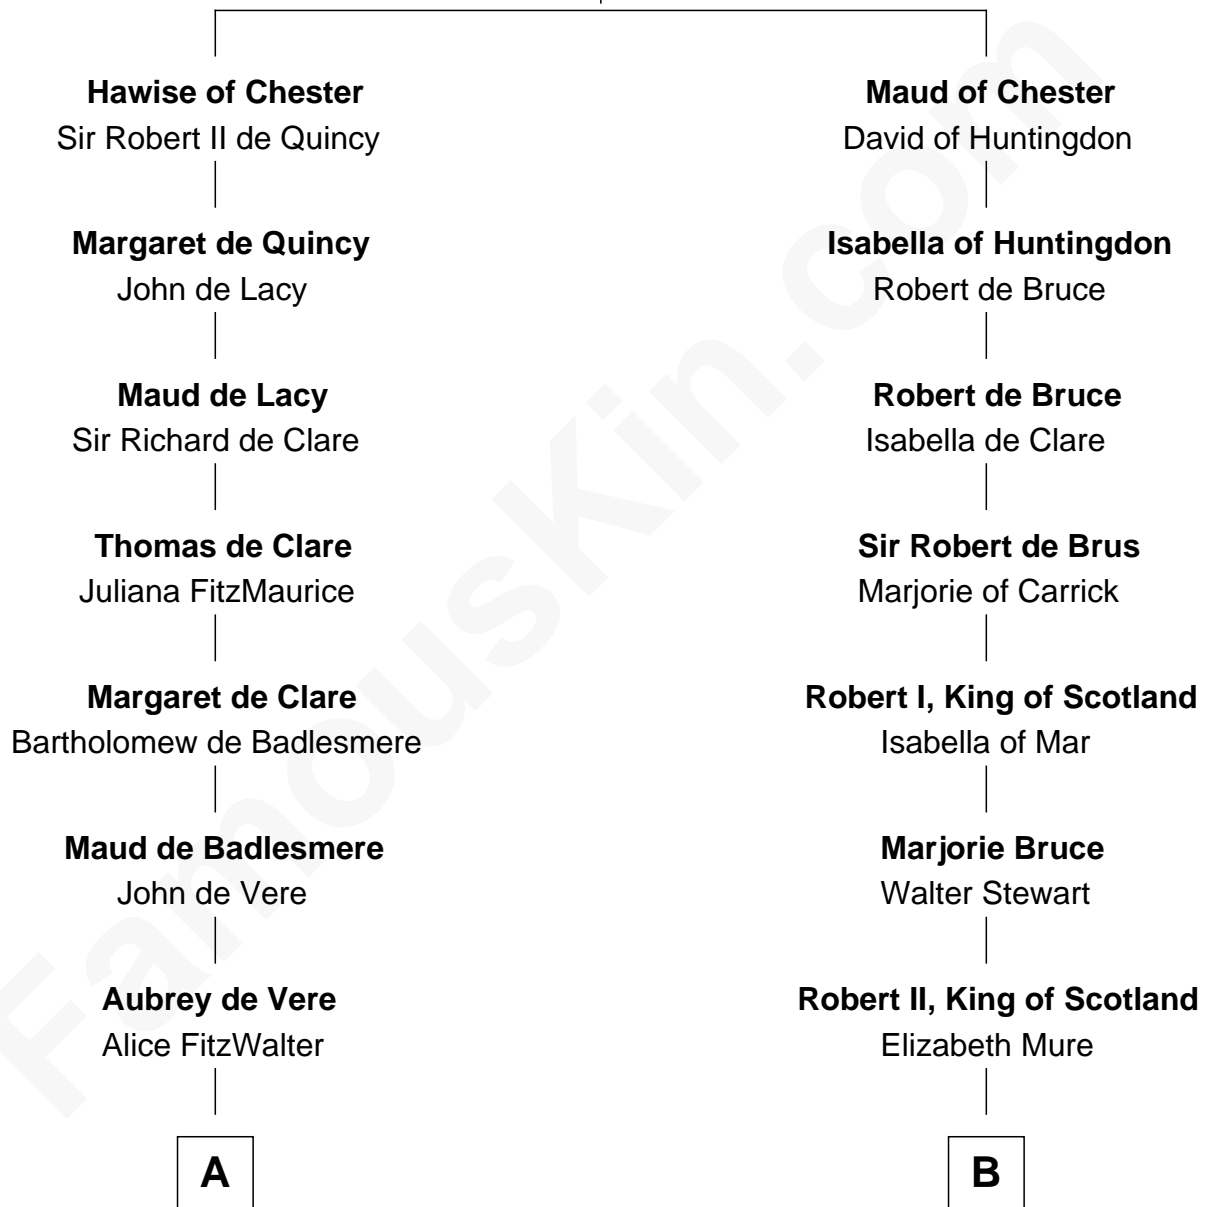 Hawise of Chester
Sir Robert II de Quincy
Margaret de Quincy
John de Lacy
Maud de Lacy
Sir Richard de Clare
Thomas de Clare
Juliana FitzMaurice
Margaret de Clare
Bartholomew de Badlesmere
Maud de Badlesmere
John de Vere
Aubrey de Vere
Alice FitzWalter
A
Maud of Chester
David of Huntingdon
Isabella of Huntingdon
Robert de Bruce
Robert de Bruce
Isabella de Clare
Sir Robert de Brus
Marjorie of Carrick
Robert I, King of Scotland
Isabella of Mar
Marjorie Bruce
Walter Stewart
Robert II, King of Scotland
Elizabeth Mure
B
FamousKin.com